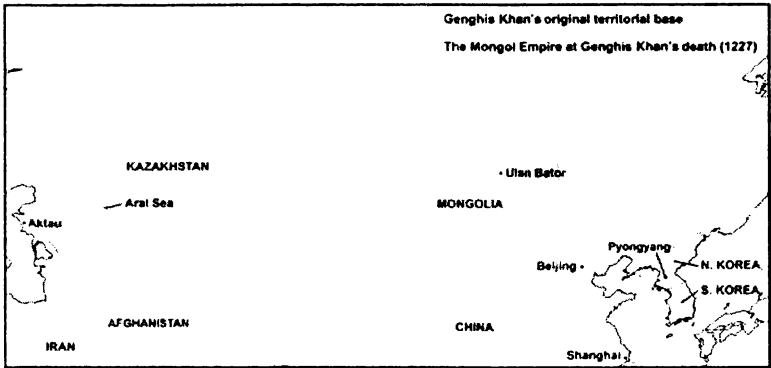 Genghis Khan's original territorial base
The Mongol Empire at Genghis Khan's death (1227)
KAZAKHSTAN
Ulan Bator
Aral Sea
MONGOLIA
Aktau
Pyongyang
Beijing
N. KOREA
S. KOREA
AFGHANISTAN
CHINA
IRAN
Shanghai